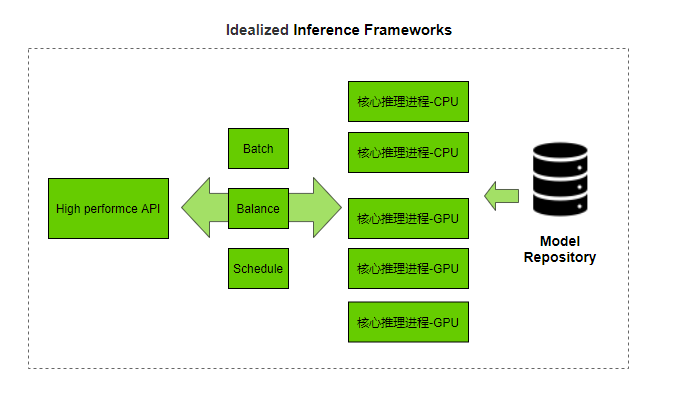 Idealized Inference Frameworks
核心推理进程-CPU
核心推理进程-CPU
Batch
High performce API
Balance
核心推理进程-GPU
Schedule
核心推理进程-GPU
核心推理进程-GPU
Model
Repository